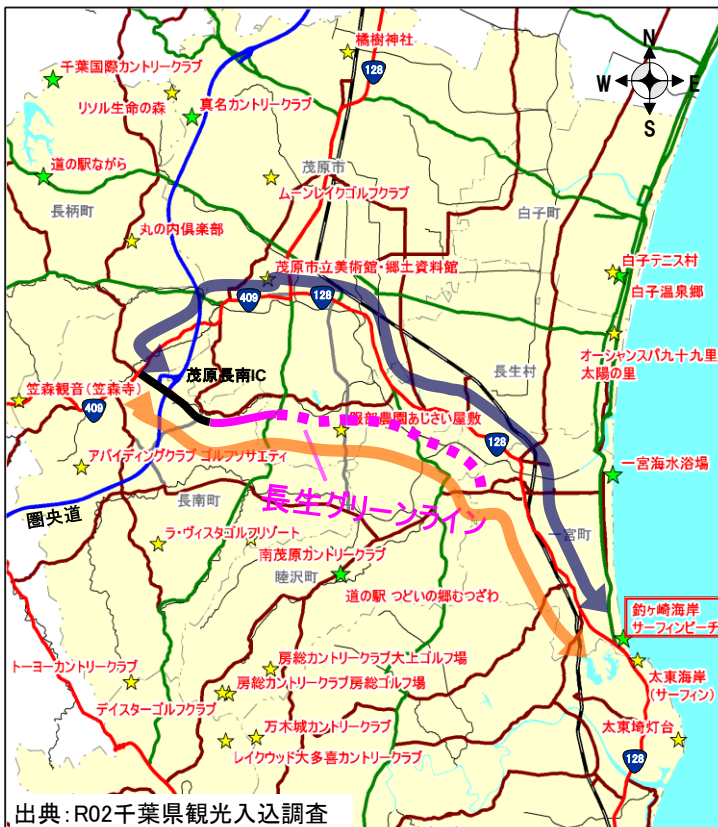 橘樹神社
N
千葉国際カントリークラブ
128
W
E
リソル生命の森
真名カントリークラブ
S
茂原市
道の駅ながら
ムーンレイクゴルフクラブ
長柄町
白子町
丸の内倶楽部
白子テニス村
茂原市立美術館・郷土資料館
白子温泉郷
409
128
オーシャンスパ九十九里
太陽の里
長生村
茂原長南IC
笠森観音(笠森寺)
409
服部農園あじさい屋敷
128
アバイディングクラブ ゴルフソサエティ
一宮海水浴場
長南町
長生グリーンライン
圏央道
一宮町
ラ・ヴィスタゴルフリゾート
南茂原カントリークラブ
睦沢町
道の駅 つどいの郷むつざわ
釣ヶ崎海岸
サーフィンビーチ
トーヨーカントリークラブ
房総カントリークラブ大上ゴルフ場
太東海岸
(サーフィン)
房総カントリークラブ房総ゴルフ場
デイスターゴルフクラブ
万木城カントリークラブ
太東埼灯台
レイクウッド大多喜カントリークラブ
128
出典:R02千葉県観光入込調査